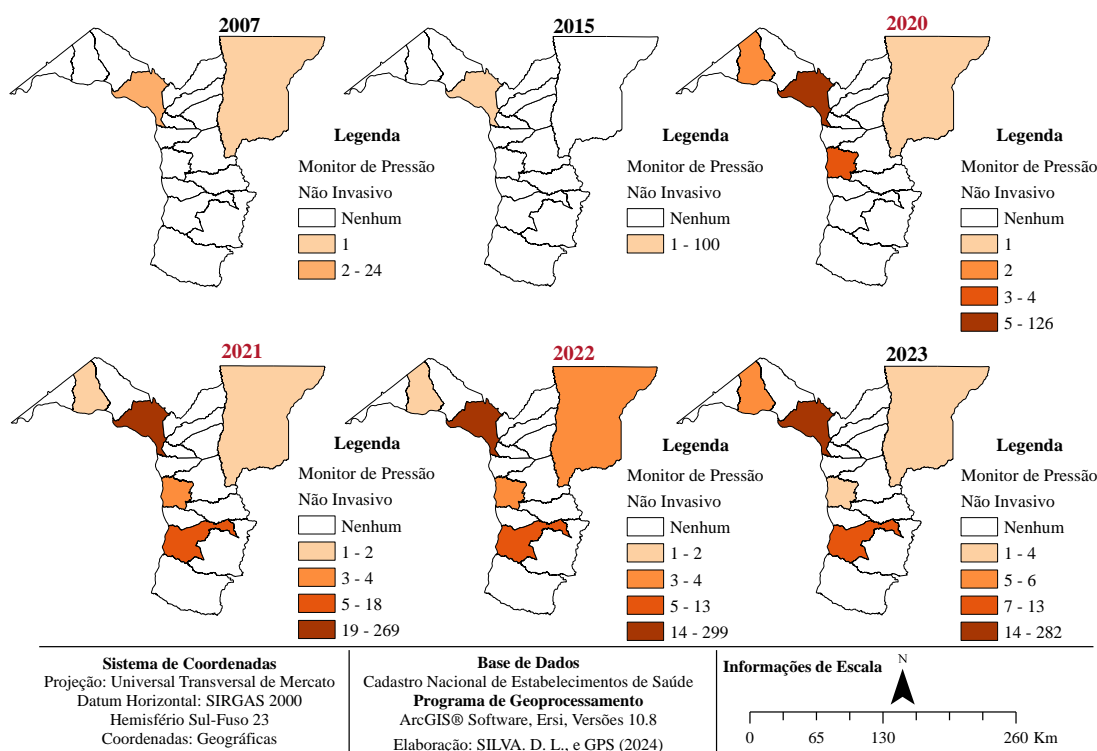 2007
Legenda
Monitor de Pressão
Não Invasivo
Nenhum
1
2 - 24
2015
Legenda
Monitor de Pressão
Não Invasivo
Nenhum
1 - 100
2020
Legenda
Monitor de Pressão
Não Invasivo
Nenhum
1
2
3 - 4
5 - 126
2021
Legenda
Monitor de Pressão
Não Invasivo
Nenhum
1 - 2
3 - 4
5 - 18
19 - 269
2022
Legenda
Monitor de Pressão
Não Invasivo
Nenhum
1 - 2
3 - 4
5 - 13
14 - 299
2023
Legenda
Monitor de Pressão
Não Invasivo
Nenhum
1 - 4
5 - 6
7 - 13
14 - 282
Sistema de Coordenadas
Projeção: Universal Transversal de Mercato
Datum Horizontal: SIRGAS 2000
Hemisfério Sul-Fuso 23
Coordenadas: Geográficas
Base de Dados
Cadastro Nacional de Estabelecimentos de Saúde
Programa de Geoprocessamento
ArcGIS® Software, Ersi, Versões 10.8
Elaboração: SILVA. D. L., e GPS (2024)
Informações de Escala
N
0 65 130 260 Km